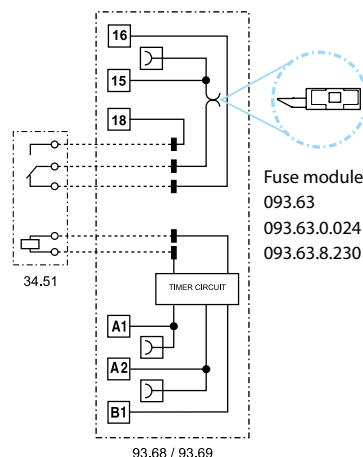 16
15
18
Fuse module
093.63
093.63.0.024
093.63.8.230
34.51
TIMER CIRCUIT
A1
A2
B1
93.68 / 93.69